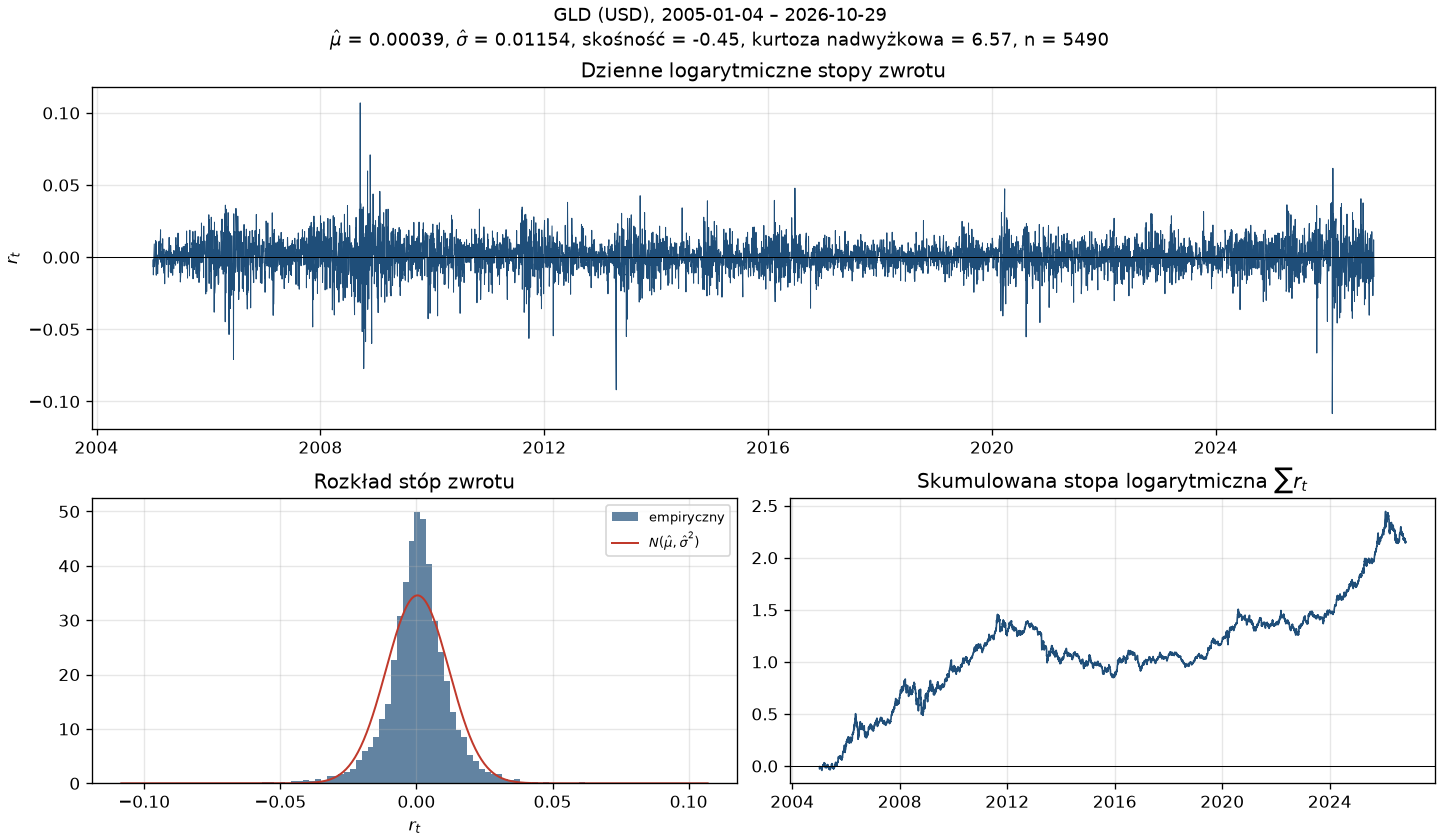 GLD (USD), 2005-01-04 – 2026-10-29
μ̂ = 0.00039, σ̂ = 0.01154, skośność = -0.45, kurtoza nadwyżkowa = 6.57, n = 5490
Dzienne logarytmiczne stopy zwrotu
r_t
0.10
0.05
0.00
−0.05
−0.10
2004 2008 2012 2016 2020 2024
Rozkład stóp zwrotu
empiryczny
N(μ̂, σ̂²)
50
40
30
20
10
0
−0.10 −0.05 0.00 0.05 0.10
r_t
Skumulowana stopa logarytmiczna ∑r_t
2.5
2.0
1.5
1.0
0.5
0.0
2004 2008 2012 2016 2020 2024